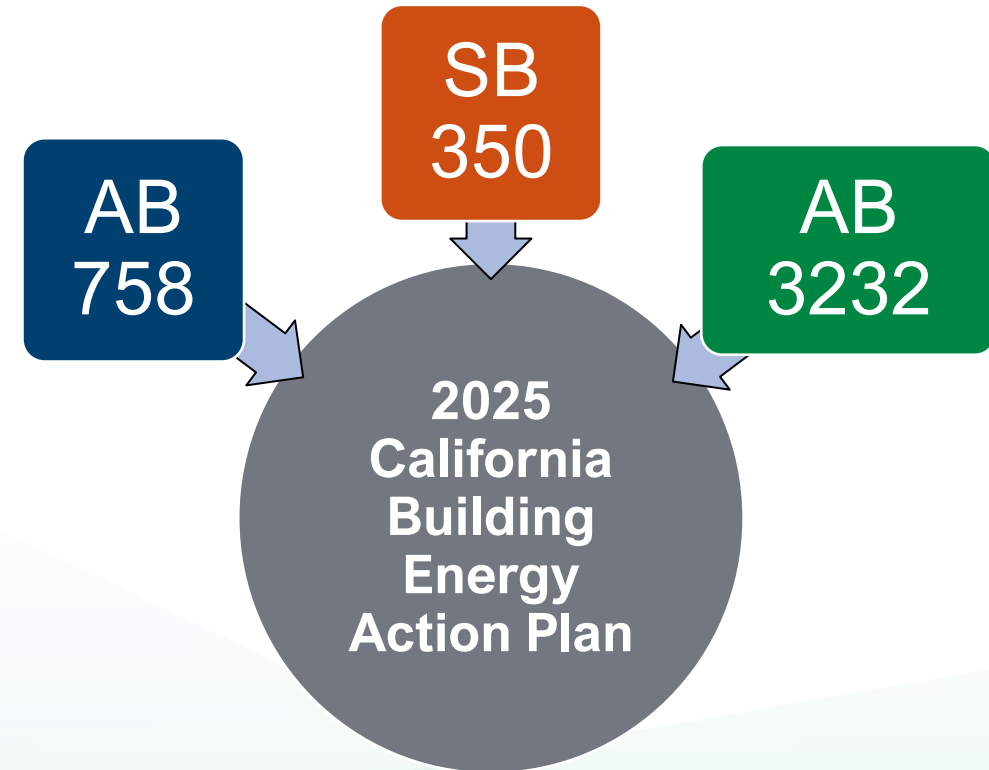 SB
350
AB
758
AB
3232
2025
California
Building
Energy
Action Plan